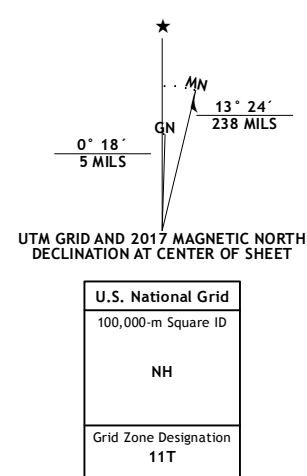 ★
MN
GN
13° 24´
238 MILS
0° 18´
5 MILS
UTM GRID AND 2017 MAGNETIC NORTH
DECLINATION AT CENTER OF SHEET
U.S. National Grid
100,000-m Square ID
NH
Grid Zone Designation
11T